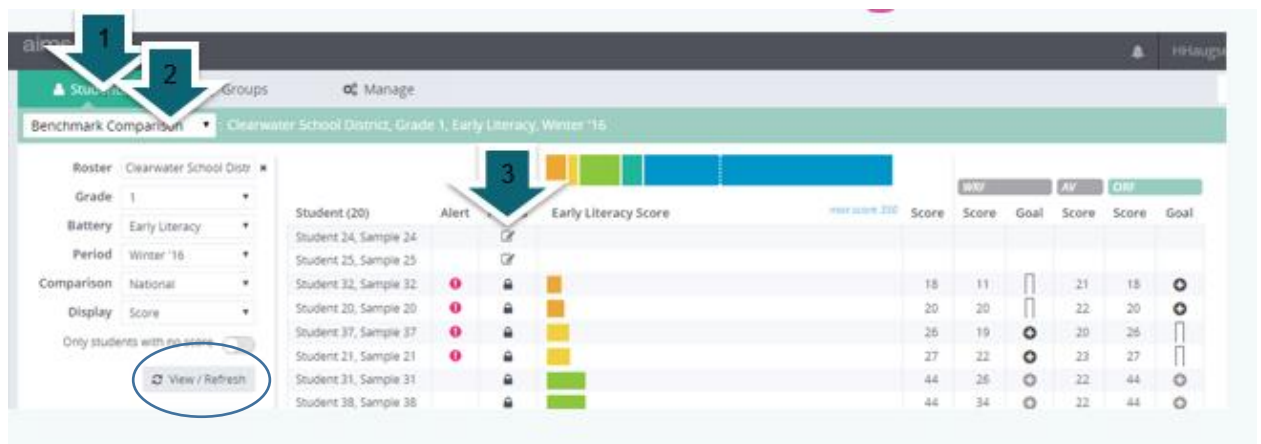 1
2
3
Groups
Manage
Benchmark Comparison
Clearwater School District, Grade 1, Early Literacy, Winter '16
Roster Clearwater School Distr
Grade 1
Battery Early Literacy
Period Winter '16
Comparison National
Display Score
Only students with no score
View / Refresh
WRF AV ORF
Student (20) Alert Early Literacy Score max score 350 Score Score Goal Score Score Goal
Student 24, Sample 24
Student 25, Sample 25
Student 32, Sample 32 18 11 21 18
Student 20, Sample 20 20 20 22 20
Student 37, Sample 37 26 19 20 26
Student 21, Sample 21 27 22 23 27
Student 31, Sample 31 44 26 22 44
Student 38, Sample 38 44 34 22 44